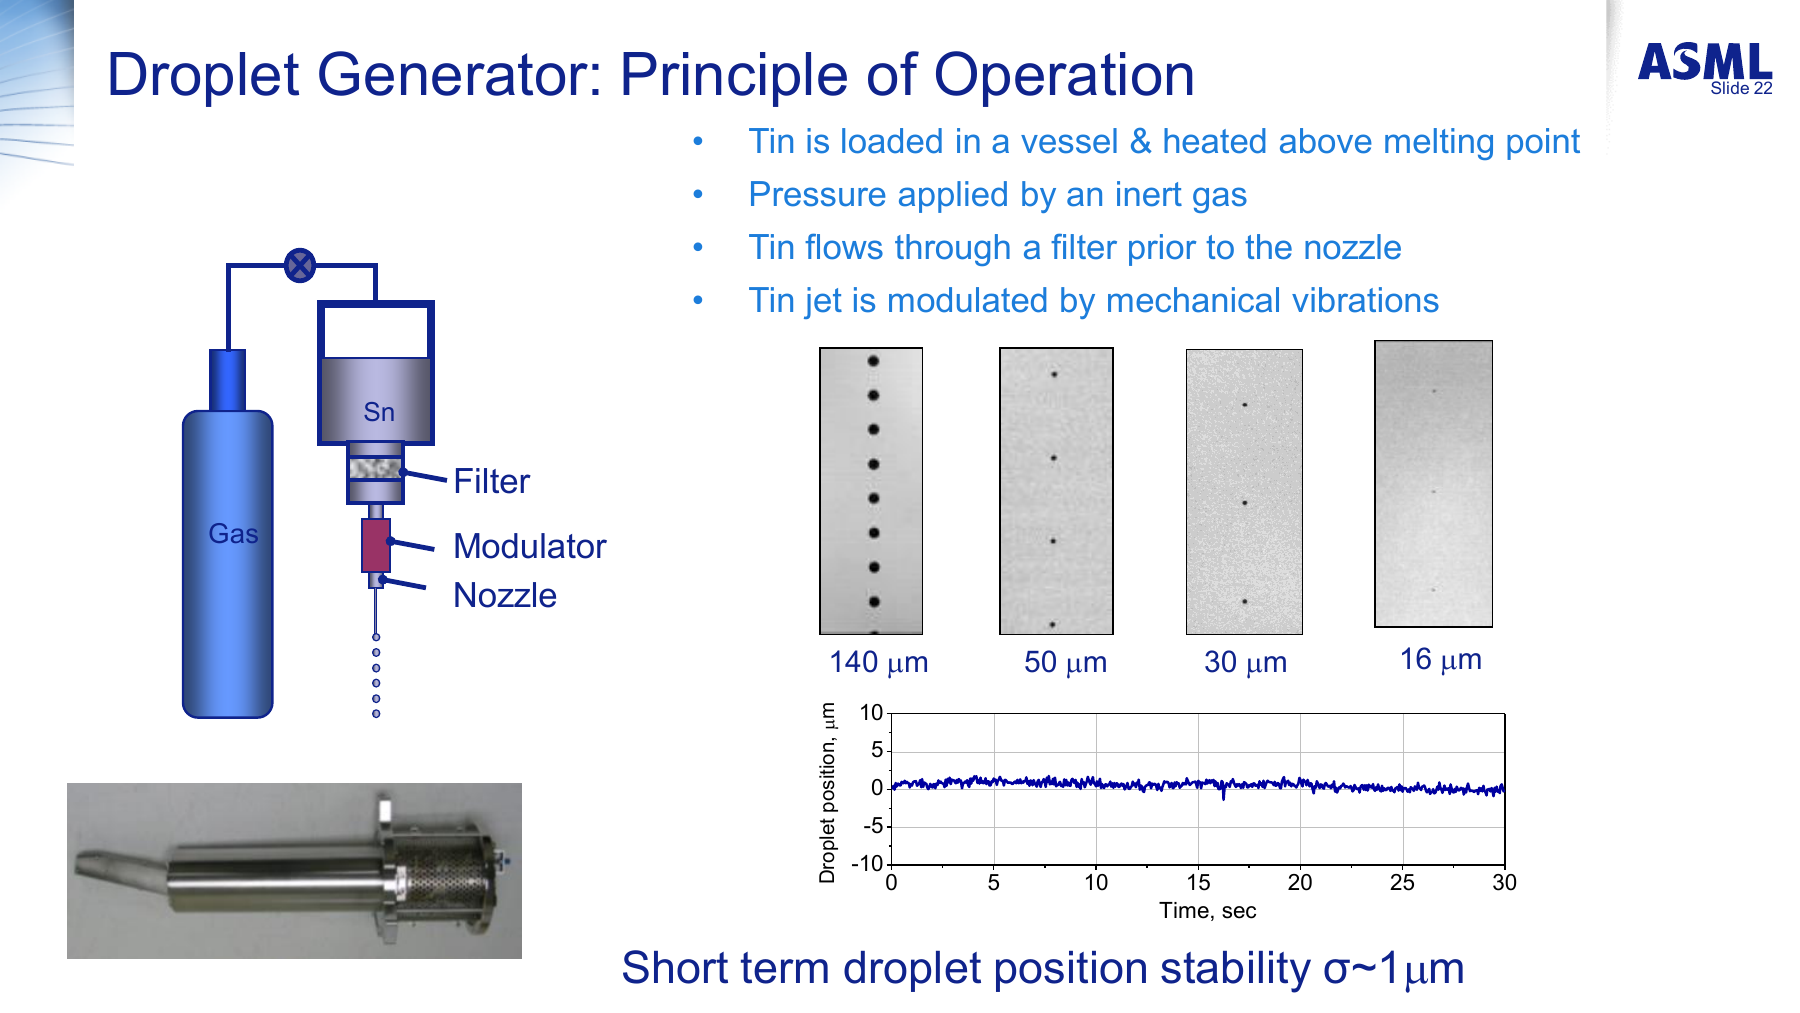 Droplet Generator: Principle of Operation
ASML
Slide 22
• Tin is loaded in a vessel & heated above melting point
• Pressure applied by an inert gas
• Tin flows through a filter prior to the nozzle
• Tin jet is modulated by mechanical vibrations
Sn
Gas
Filter
Modulator
Nozzle
140 μm
50 μm
30 μm
16 μm
Droplet position, μm
10
5
0
-5
-10
0 5 10 15 20 25 30
Time, sec
Short term droplet position stability σ~1μm